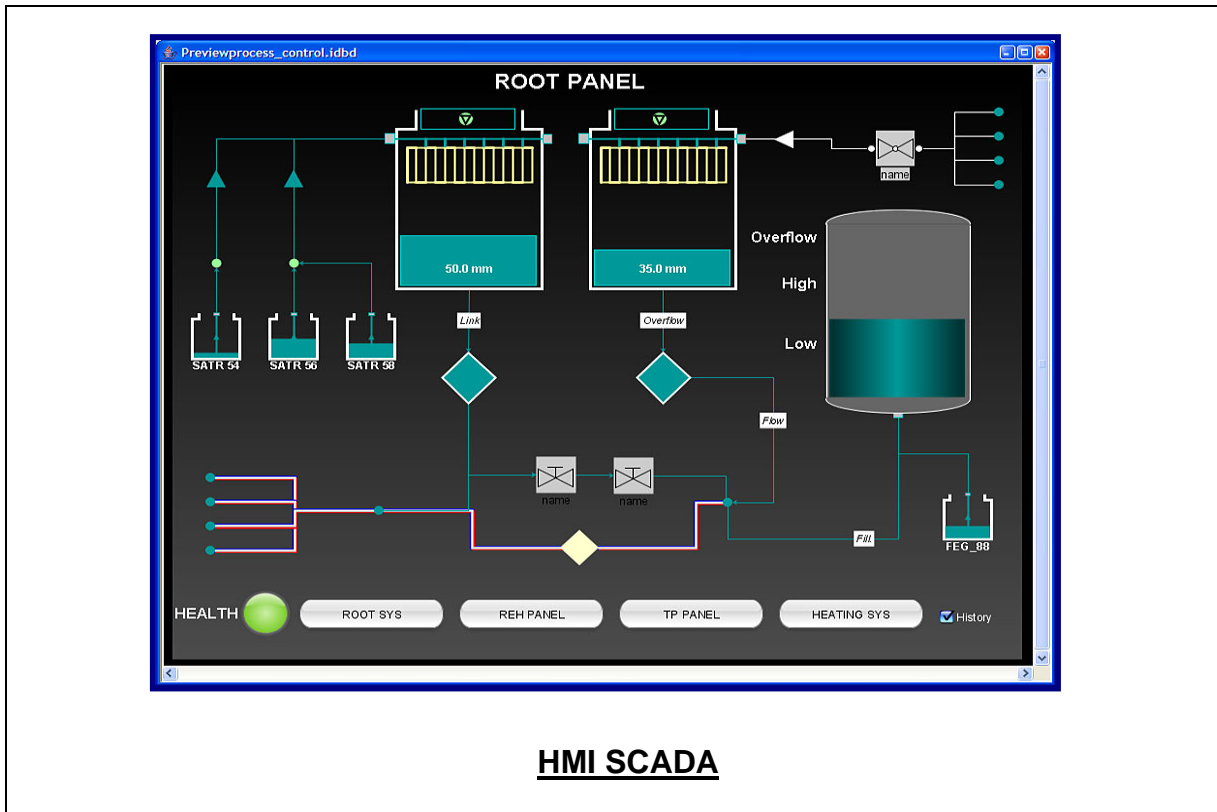 Previewprocess_control.idbd
ROOT PANEL
name
Overflow
High
Low
50.0 mm
35.0 mm
Link
Overflow
SATR 54
SATR 56
SATR 58
Flow
name
name
Fill.
FEG_88
HEALTH
ROOT SYS
REH PANEL
TP PANEL
HEATING SYS
History
HMI SCADA